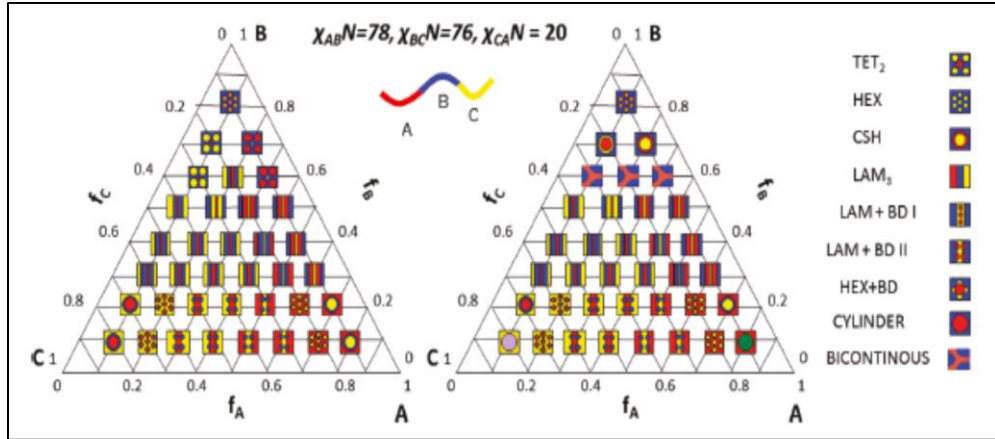 χABN=78, χBCN=76, χCAN = 20
0 1 B
0.2 0.8
0.4 0.6
fC fB
0.6 0.4
0.8 0.2
C 1 0
0 0.2 0.4 0.6 0.8 1
fA A
A B C
0 1 B
0.2 0.8
0.4 0.6
fC fB
0.6 0.4
0.8 0.2
C 1 0
0 0.2 0.4 0.6 0.8 1
fA A
TET2
HEX
CSH
LAM3
LAM + BD I
LAM + BD II
HEX+BD
CYLINDER
BICONTINOUS